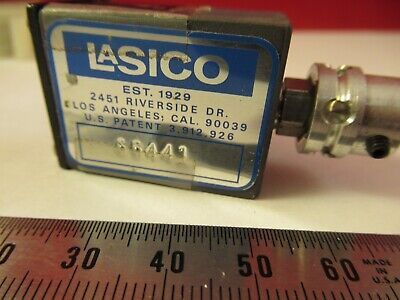 LASICO
EST. 1929
2451 RIVERSIDE DR.
LOS ANGELES; CAL. 90039
U.S. PATENT 3,912,926
30 40 50 60
MADE IN